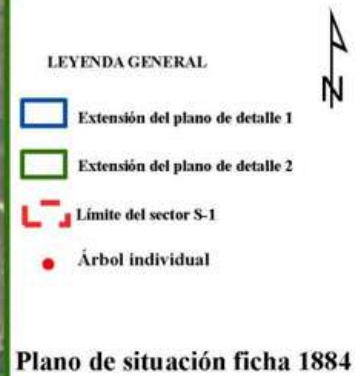 N
LEYENDA GENERAL
Extensión del plano de detalle 1
Extensión del plano de detalle 2
Límite del sector S-1
Árbol individual
Plano de situación ficha 1884